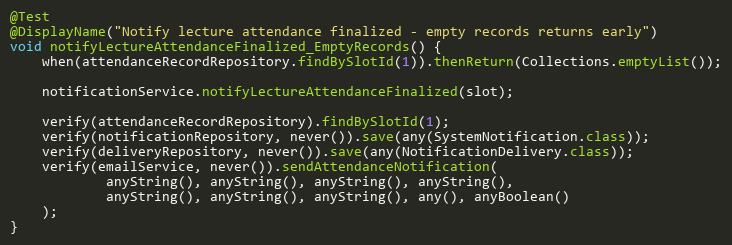 @Test
@DisplayName("Notify lecture attendance finalized - empty records returns early")
void notifyLectureAttendanceFinalized_EmptyRecords() {
    when(attendanceRecordRepository.findBySlotId(1)).thenReturn(Collections.emptyList());

    notificationService.notifyLectureAttendanceFinalized(slot);

    verify(attendanceRecordRepository).findBySlotId(1);
    verify(notificationRepository, never()).save(any(SystemNotification.class));
    verify(deliveryRepository, never()).save(any(NotificationDelivery.class));
    verify(emailService, never()).sendAttendanceNotification(
            anyString(), anyString(), anyString(), anyString(),
            anyString(), anyString(), anyString(), any(), anyBoolean()
    );
}